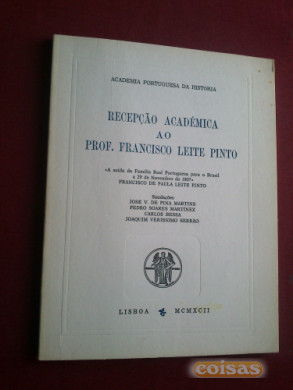 ACADEMIA PORTUGUESA DA HISTÓRIA
RECEPÇÃO ACADÉMICA
AO
PROF. FRANCISCO LEITE PINTO
«A saída da Família Real Portuguesa para o Brasil
a 29 de Novembro de 1807»
FRANCISCO DE PAULA LEITE PINTO
Saudações:
JOSÉ V. DE PINA MARTINS
PEDRO SOARES MARTÍNEZ
CARLOS BESSA
JOAQUIM VERÍSSIMO SERRÃO
LISBOA MCMXCII
coisas